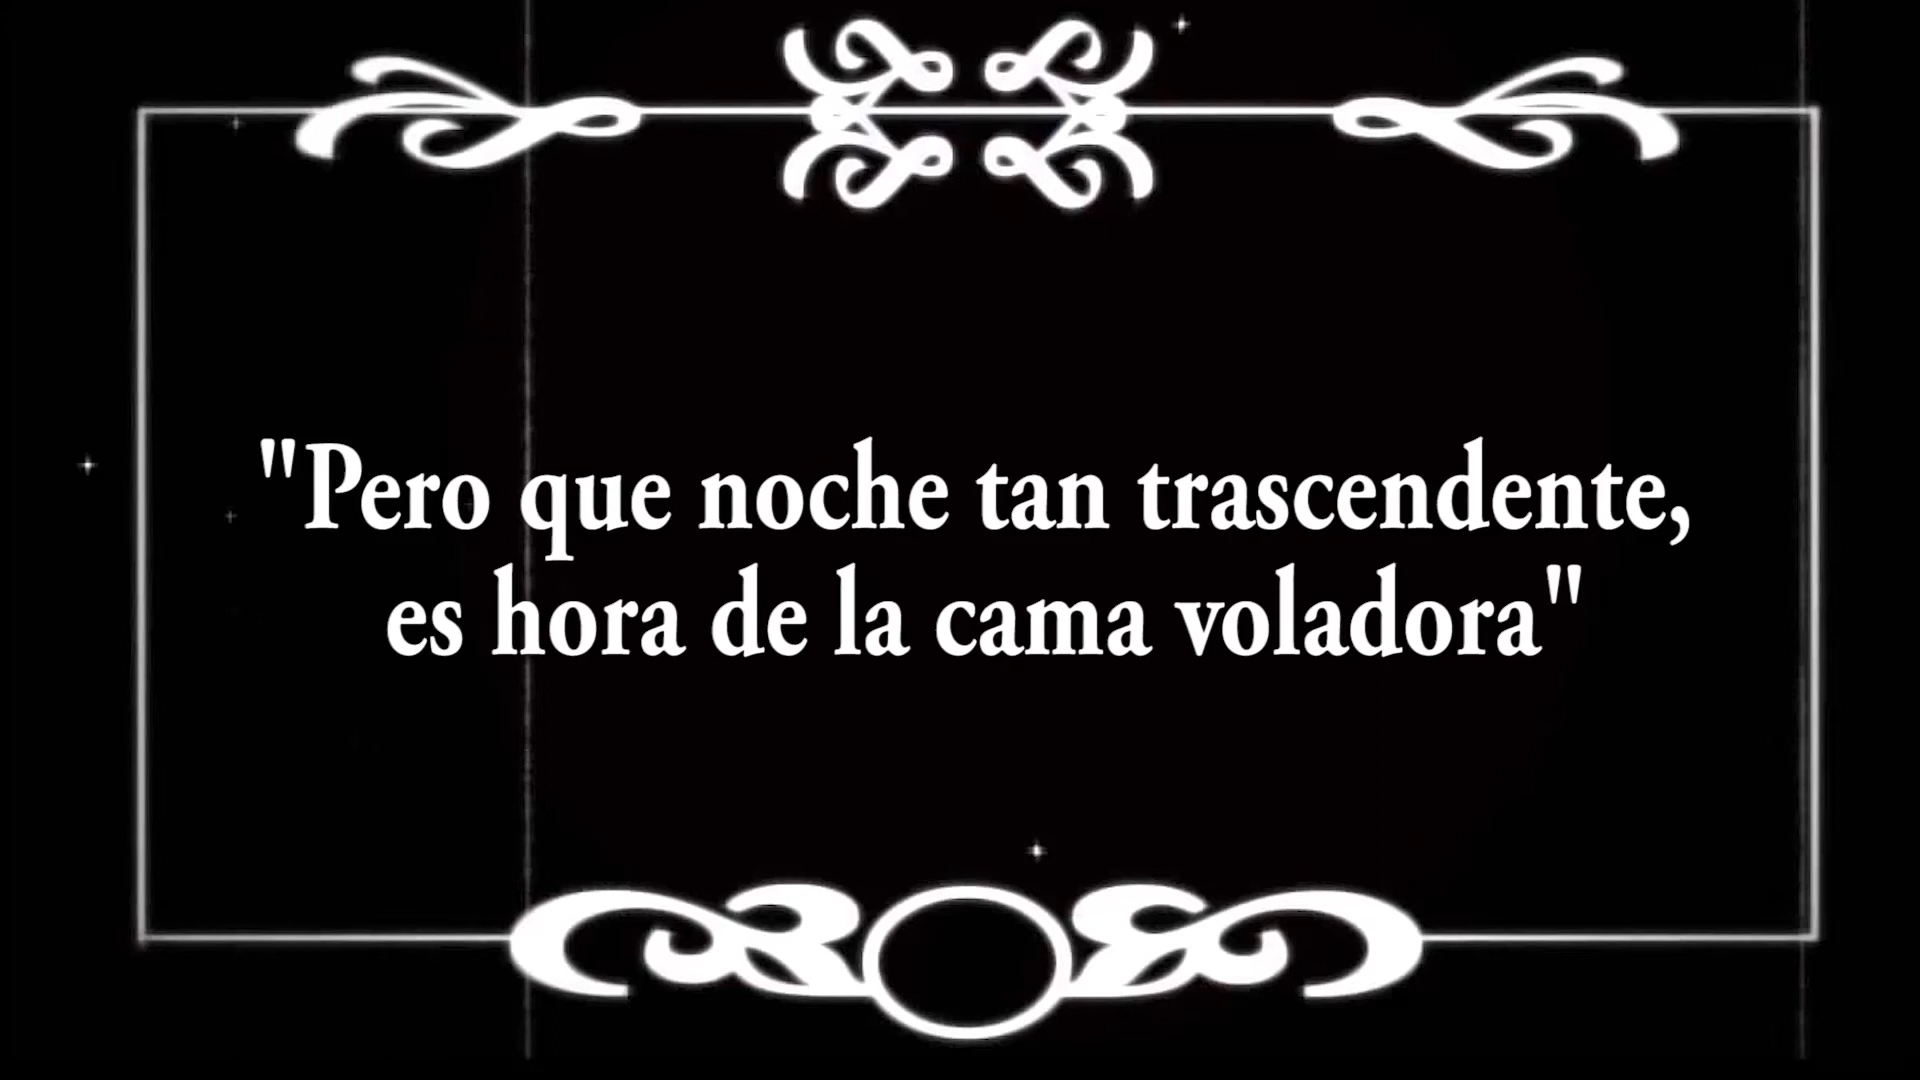 "Pero que noche tan trascendente,
es hora de la cama voladora"